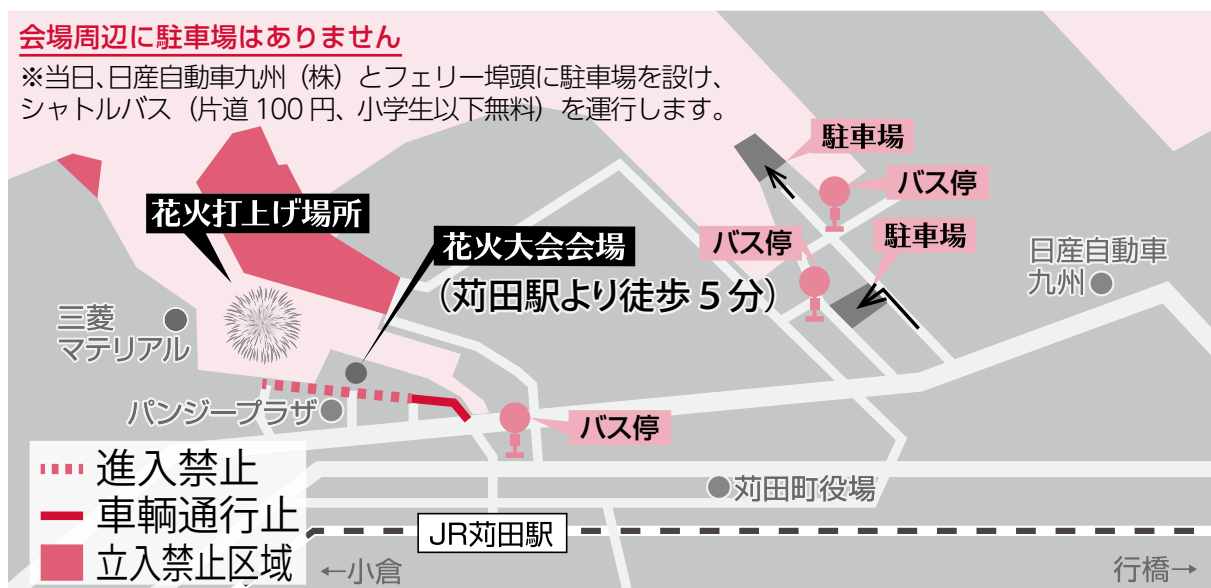 会場周辺に駐車場はありません
※当日、日産自動車九州（株）とフェリー埠頭に駐車場を設け、
シャトルバス（片道100円、小学生以下無料）を運行します。
駐車場
バス停
花火打上げ場所
花火大会会場
（苅田駅より徒歩5分）
バス停
駐車場
日産自動車
九州
三菱
マテリアル
パンジープラザ
バス停
進入禁止
車輌通行止
立入禁止区域
苅田町役場
JR苅田駅
←小倉
行橋→